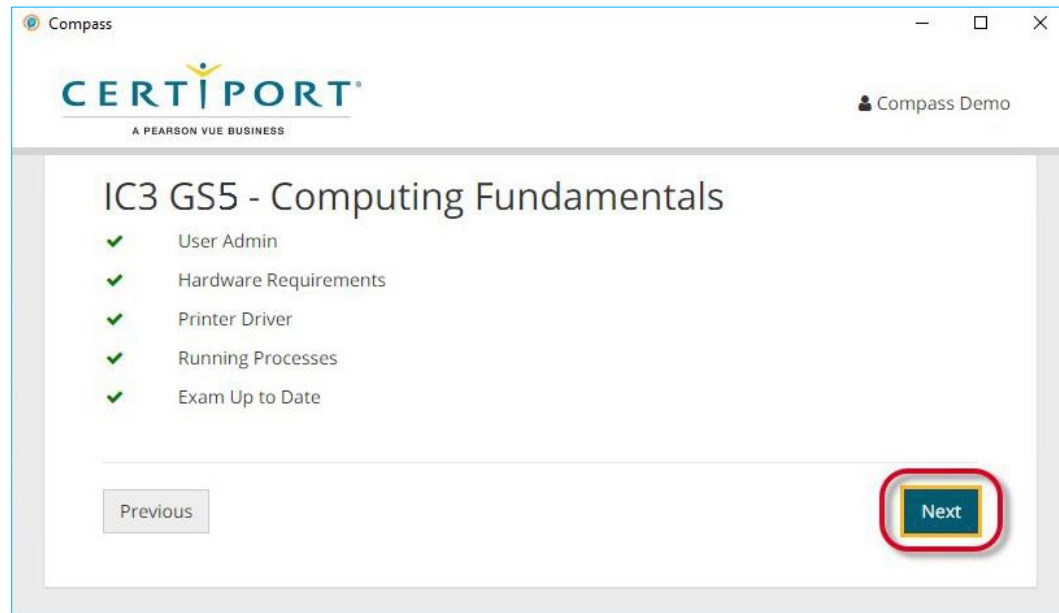 Compass
CERTIPORT®
A PEARSON VUE BUSINESS
Compass Demo
IC3 GS5 - Computing Fundamentals
User Admin
Hardware Requirements
Printer Driver
Running Processes
Exam Up to Date
Previous
Next